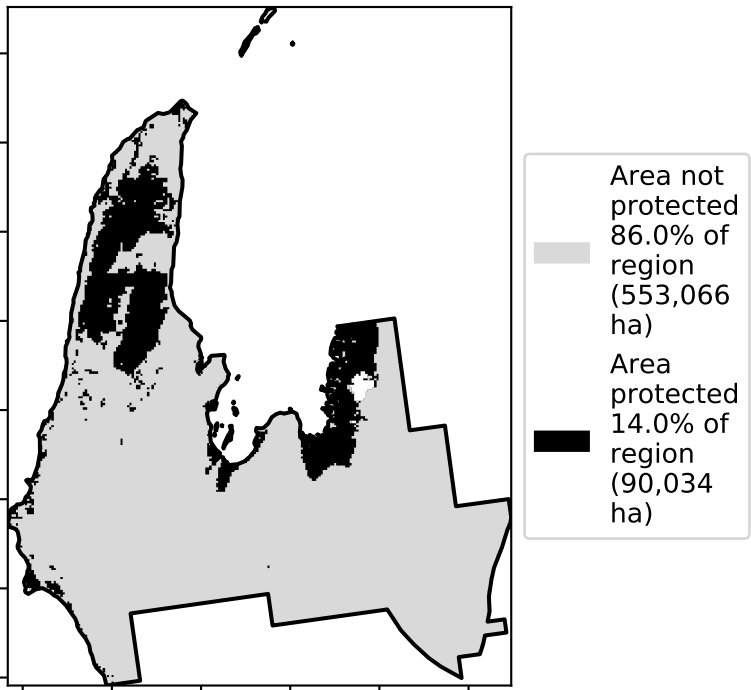 Area not
protected
86.0% of
region
(553,066
ha)
Area
protected
14.0% of
region
(90,034
ha)